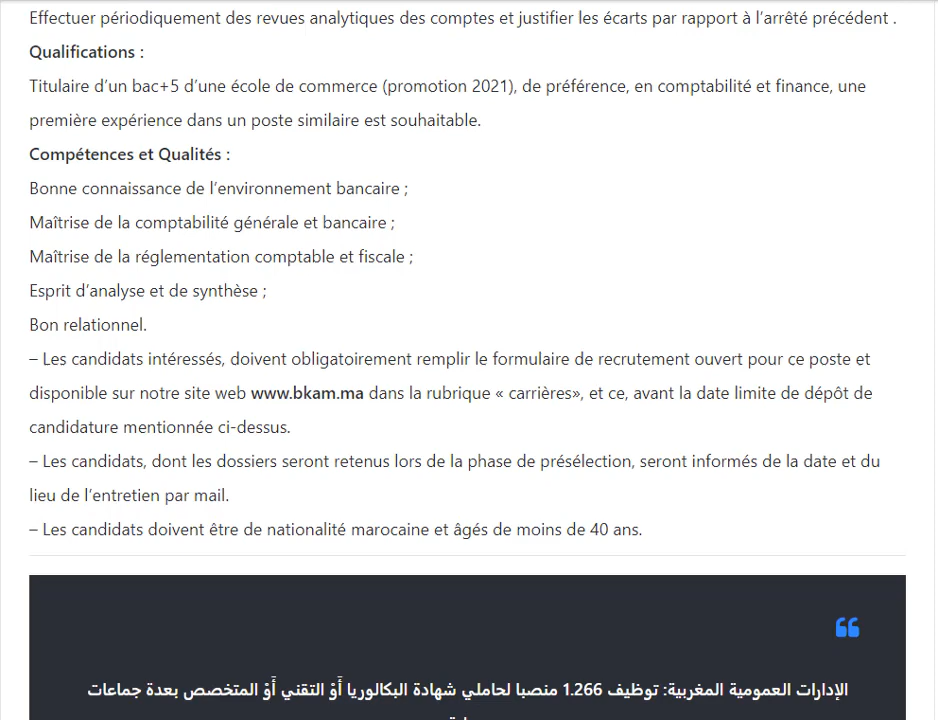 Effectuer périodiquement des revues analytiques des comptes et justifier les écarts par rapport à l’arrêté précédent .
Qualifications :
Titulaire d’un bac+5 d’une école de commerce (promotion 2021), de préférence, en comptabilité et finance, une
première expérience dans un poste similaire est souhaitable.
Compétences et Qualités :
Bonne connaissance de l’environnement bancaire ;
Maîtrise de la comptabilité générale et bancaire ;
Maîtrise de la réglementation comptable et fiscale ;
Esprit d’analyse et de synthèse ;
Bon relationnel.
– Les candidats intéressés, doivent obligatoirement remplir le formulaire de recrutement ouvert pour ce poste et
disponible sur notre site web www.bkam.ma dans la rubrique « carrières», et ce, avant la date limite de dépôt de
candidature mentionnée ci-dessus.
– Les candidats, dont les dossiers seront retenus lors de la phase de présélection, seront informés de la date et du
lieu de l’entretien par mail.
– Les candidats doivent être de nationalité marocaine et âgés de moins de 40 ans.
الإدارات العمومية المغربية: توظيف 1.266 منصبا لحاملي شهادة البكالوريا أَوْ التقني أَوْ المتخصص بعدة جماعات